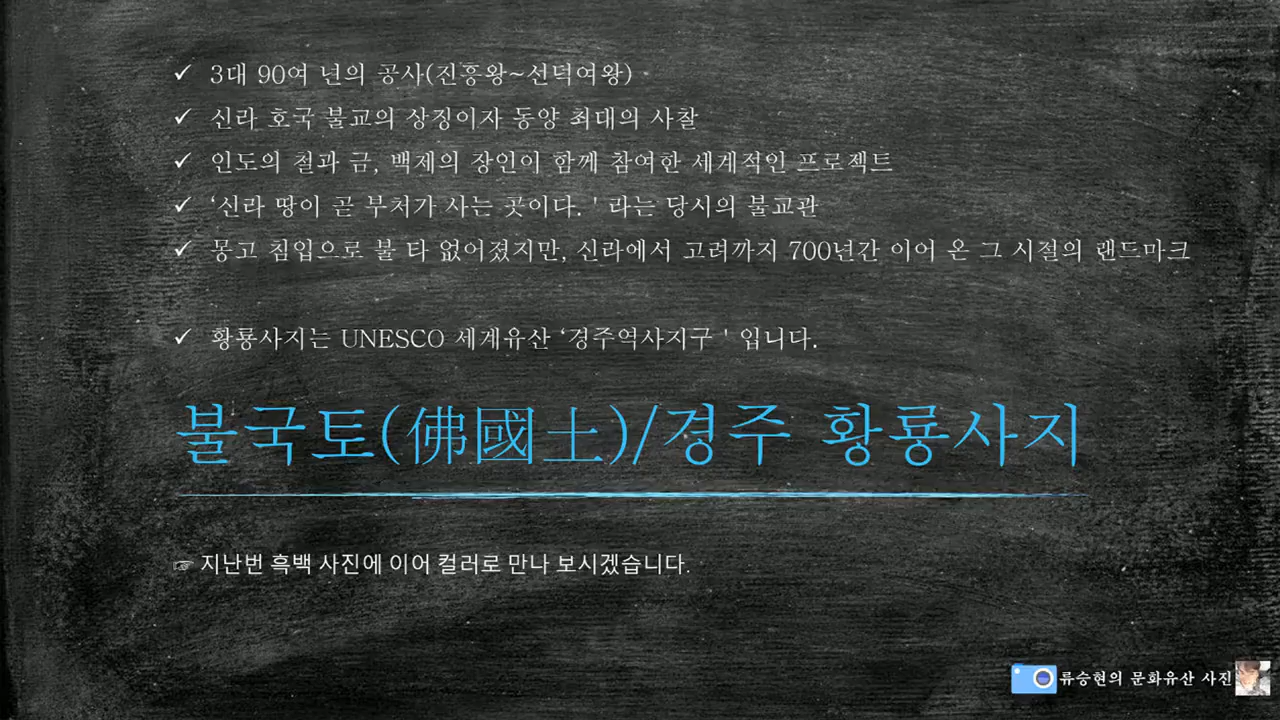 ✓ 3대 90여 년의 공사(진흥왕~선덕여왕)
✓ 신라 호국 불교의 상징이자 동양 최대의 사찰
✓ 인도의 철과 금, 백제의 장인이 함께 참여한 세계적인 프로젝트
✓ ‘신라 땅이 곧 부처가 사는 곳이다. ' 라는 당시의 불교관
✓ 몽고 침입으로 불 타 없어졌지만, 신라에서 고려까지 700년간 이어 온 그 시절의 랜드마크
✓ 황룡사지는 UNESCO 세계유산 ‘경주역사지구 ' 입니다.
불국토(佛國土)/경주 황룡사지
☞ 지난번 흑백 사진에 이어 컬러로 만나 보시겠습니다.
류승현의 문화유산 사진